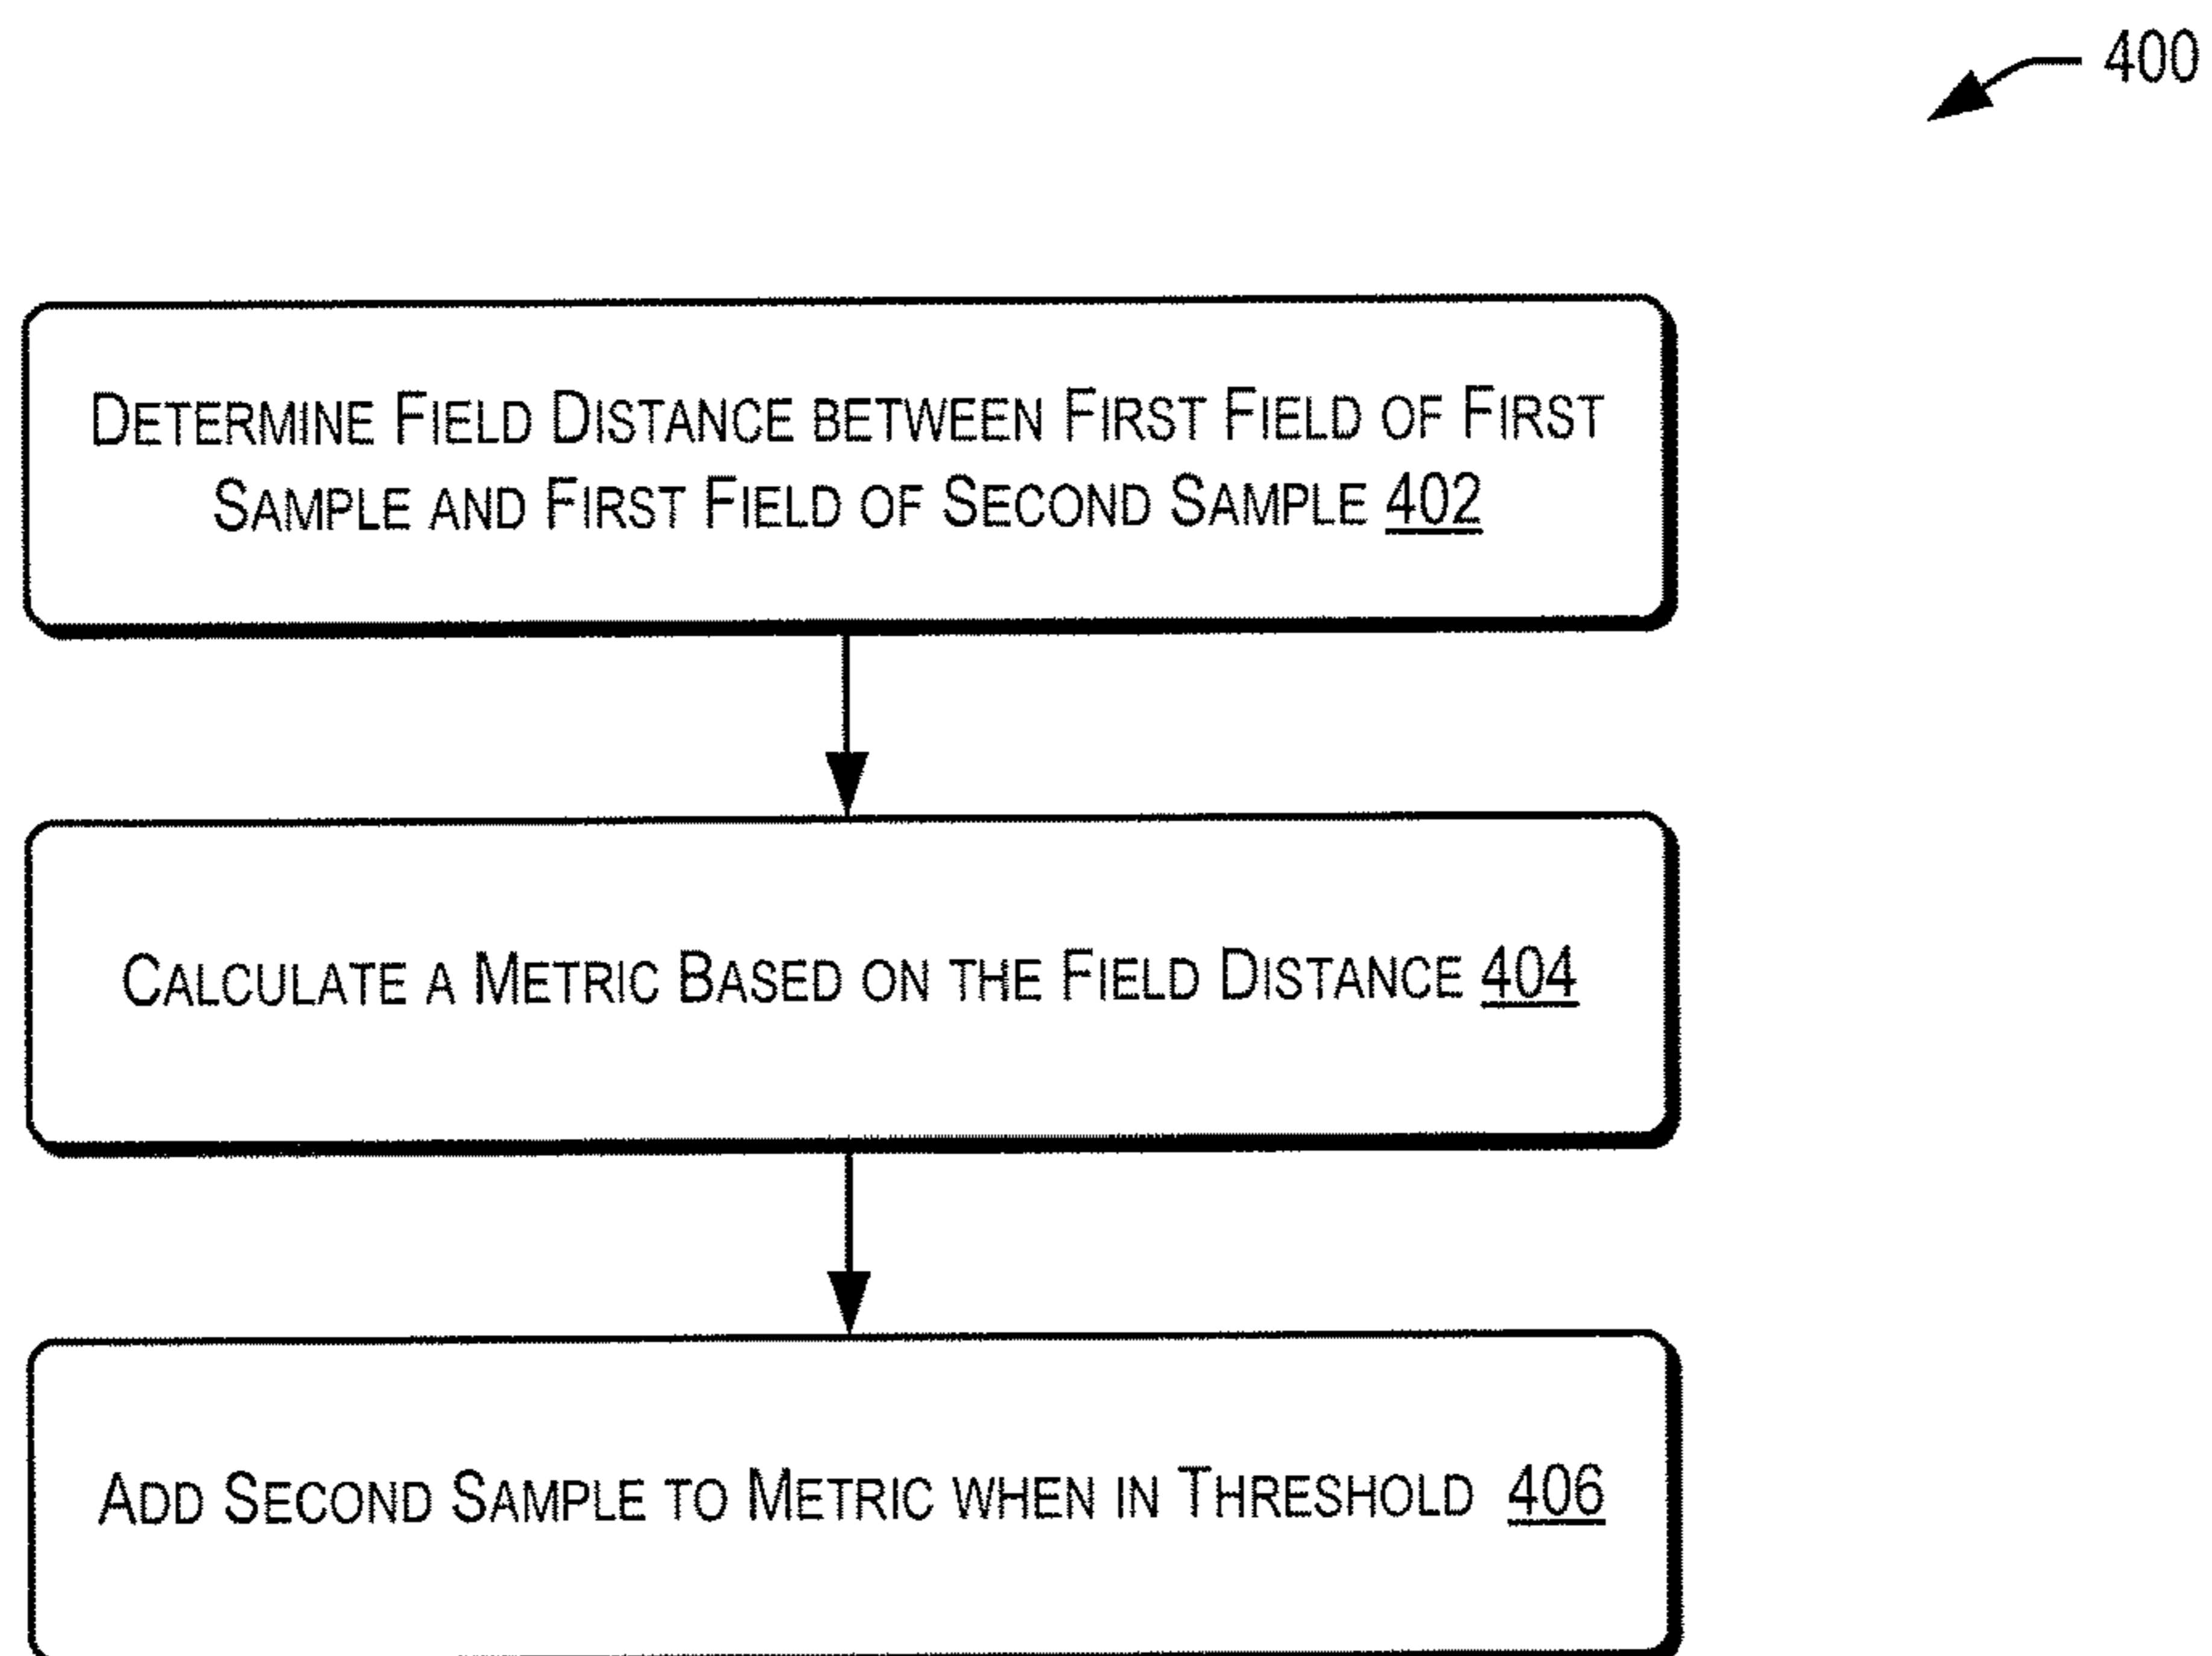 400
DETERMINE FIELD DISTANCE BETWEEN FIRST FIELD OF FIRST
SAMPLE AND FIRST FIELD OF SECOND SAMPLE 402
CALCULATE A METRIC BASED ON THE FIELD DISTANCE 404
ADD SECOND SAMPLE TO METRIC WHEN IN THRESHOLD 406